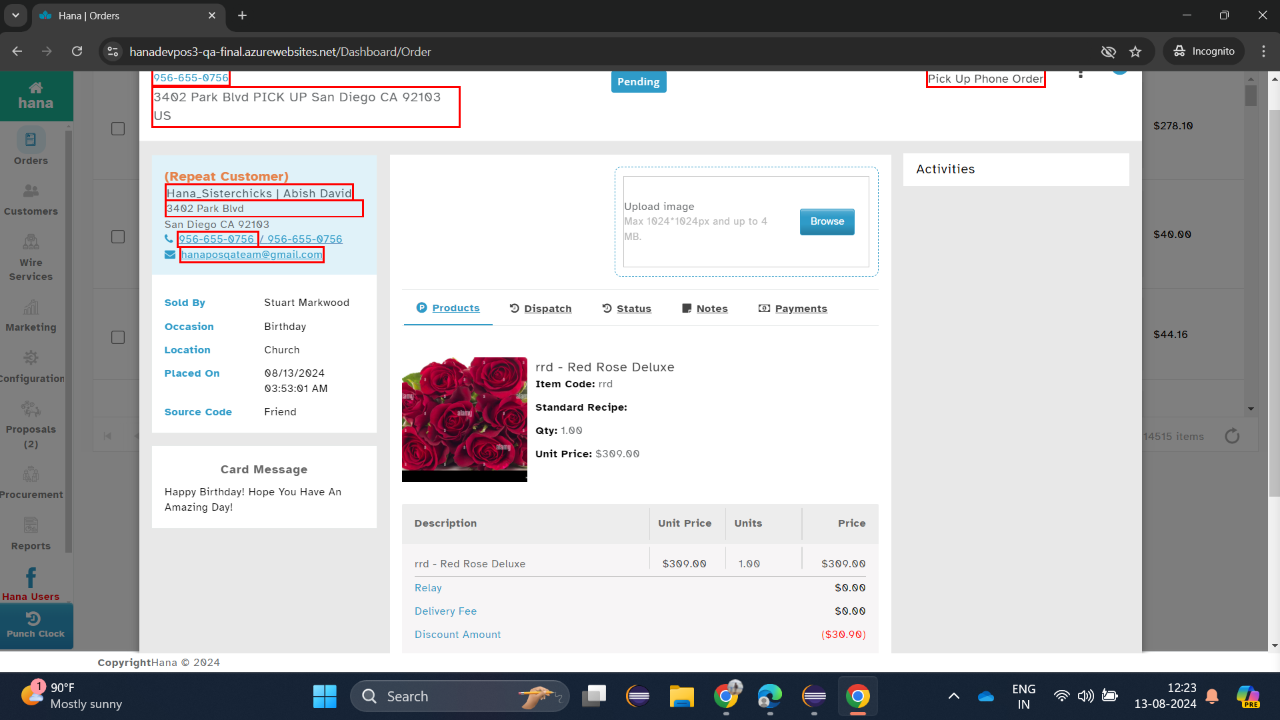 Hana | Orders
hanadevpos3-qa-final.azurewebsites.net/Dashboard/Order
Incognito
hana
Orders
Customers
Wire
Services
Marketing
Configuration
Proposals
(2)
Procurement
Reports
Hana Users
Punch Clock
956-655-0756
3402 Park Blvd PICK UP San Diego CA 92103
US
Pending
Pick Up Phone Order
(Repeat Customer)
Hana_Sisterchicks | Abish David
3402 Park Blvd
San Diego CA 92103
956-655-0756 / 956-655-0756
hanaposqateam@gmail.com
Sold By Stuart Markwood
Occasion Birthday
Location Church
Placed On 08/13/2024
03:53:01 AM
Source Code Friend
Card Message
Happy Birthday! Hope You Have An
Amazing Day!
Upload image
Max 1024*1024px and up to 4
MB.
Browse
Products Dispatch Status Notes Payments
rrd - Red Rose Deluxe
Item Code: rrd
Standard Recipe:
Qty: 1.00
Unit Price: $309.00
alamy
alamy
alamy
Description Unit Price Units Price
rrd - Red Rose Deluxe $309.00 1.00 $309.00
Relay $0.00
Delivery Fee $0.00
Discount Amount ($30.90)
Activities
$278.10
$40.00
$44.16
14515 items
CopyrightHana © 2024
1
90°F
Mostly sunny
Search
ENG
IN
12:23
13-08-2024
PRE